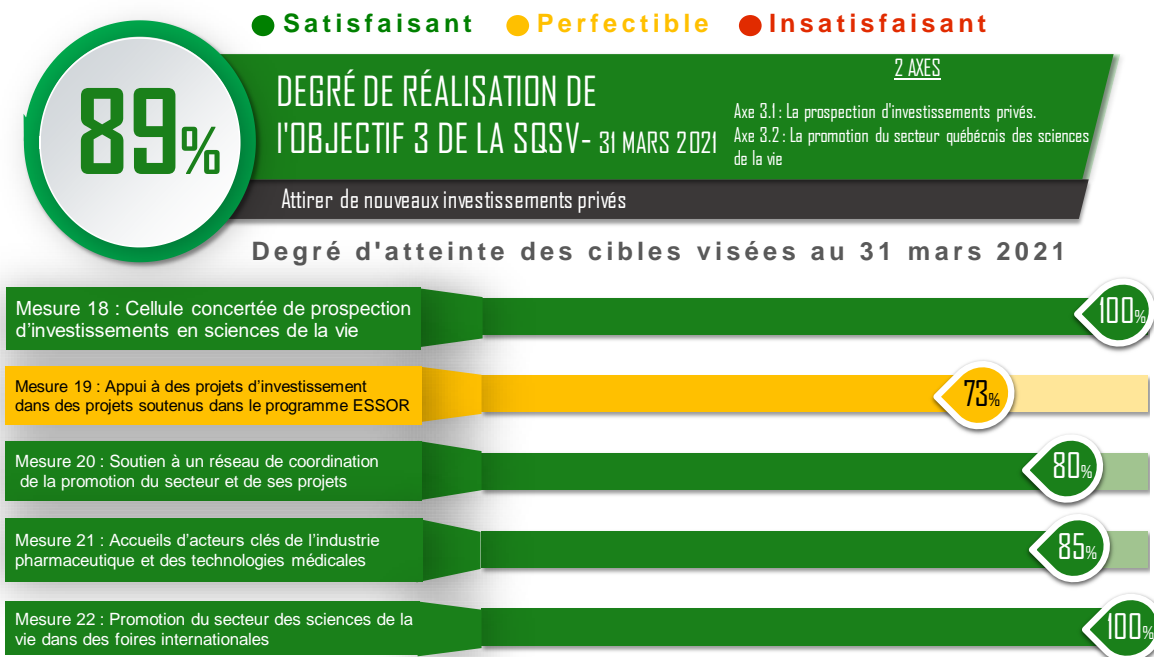 Satisfaisant Perfectible Insatisfaisant
89%
DEGRÉ DE RÉALISATION DE
l'OBJECTIF 3 DE LA SQSV- 31 MARS 2021
2 AXES
Axe 3.1 : La prospection d'investissements privés.
Axe 3.2 : La promotion du secteur québécois des sciences
de la vie
Attirer de nouveaux investissements privés
Degré d'atteinte des cibles visées au 31 mars 2021
Mesure 18 : Cellule concertée de prospection
d’investissements en sciences de la vie
100%
Mesure 19 : Appui à des projets d’investissement
dans des projets soutenus dans le programme ESSOR
73%
Mesure 20 : Soutien à un réseau de coordination
de la promotion du secteur et de ses projets
80%
Mesure 21 : Accueils d’acteurs clés de l’industrie
pharmaceutique et des technologies médicales
85%
Mesure 22 : Promotion du secteur des sciences de la
vie dans des foires internationales
100%